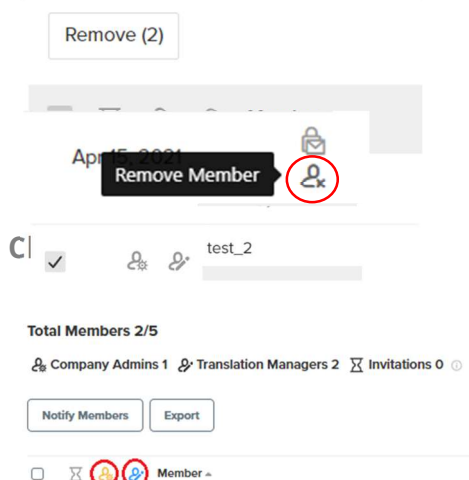 Remove (2)
Apr 15, 2021
Remove Member
test_2
Total Members 2/5
Company Admins 1 Translation Managers 2 Invitations 0
Notify Members Export
Member